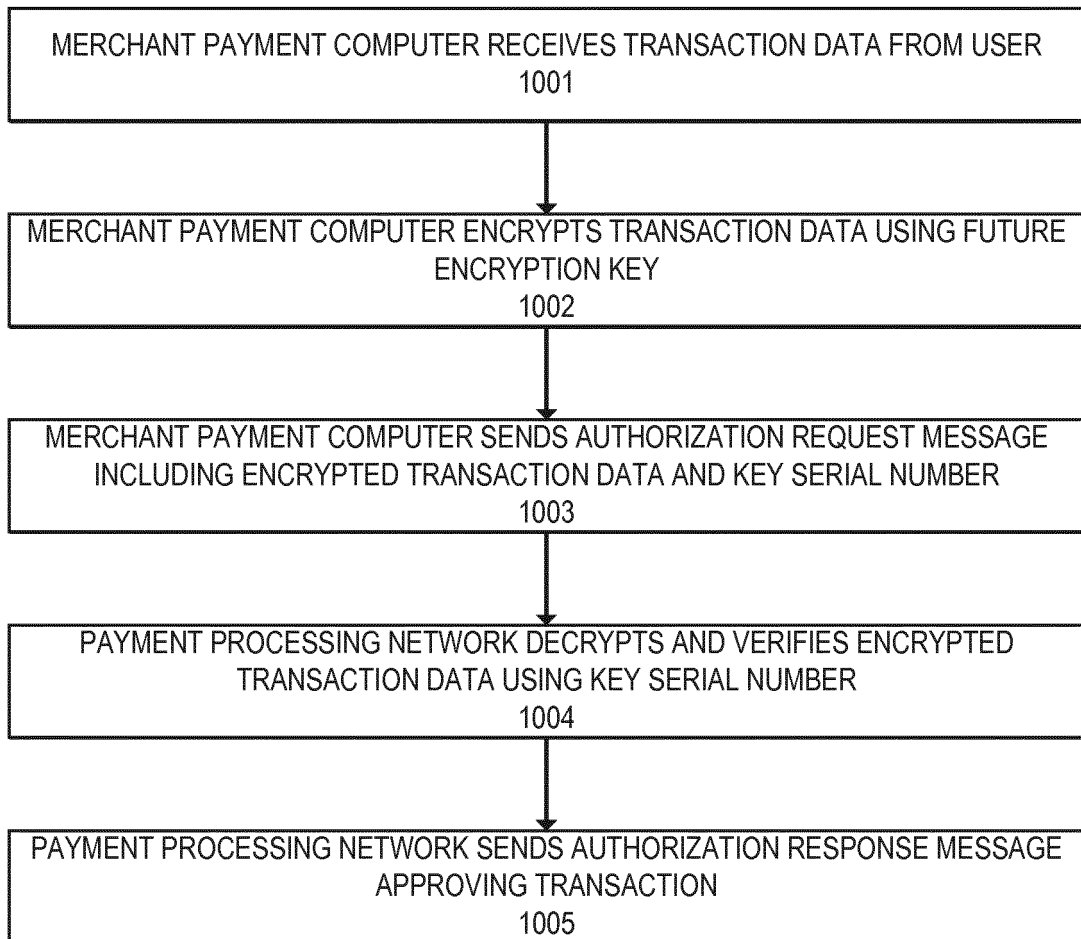 MERCHANT PAYMENT COMPUTER RECEIVES TRANSACTION DATA FROM USER
1001
MERCHANT PAYMENT COMPUTER ENCRYPTS TRANSACTION DATA USING FUTURE
ENCRYPTION KEY
1002
MERCHANT PAYMENT COMPUTER SENDS AUTHORIZATION REQUEST MESSAGE
INCLUDING ENCRYPTED TRANSACTION DATA AND KEY SERIAL NUMBER
1003
PAYMENT PROCESSING NETWORK DECRYPTS AND VERIFIES ENCRYPTED
TRANSACTION DATA USING KEY SERIAL NUMBER
1004
PAYMENT PROCESSING NETWORK SENDS AUTHORIZATION RESPONSE MESSAGE
APPROVING TRANSACTION
1005